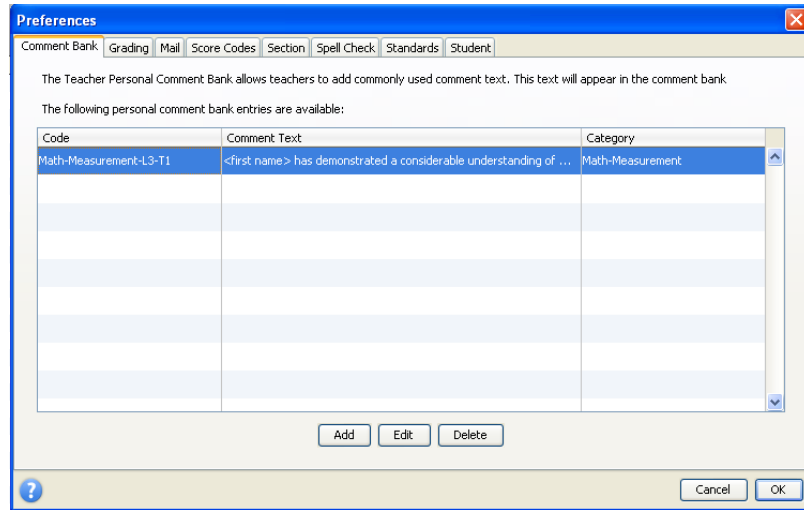 Preferences
Comment Bank Grading Mail Score Codes Section Spell Check Standards Student
The Teacher Personal Comment Bank allows teachers to add commonly used comment text. This text will appear in the comment bank
The following personal comment bank entries are available:
Code Comment Text Category
Math-Measurement-L3-T1 <first name> has demonstrated a considerable understanding of ... Math-Measurement
Add Edit Delete
? Cancel OK